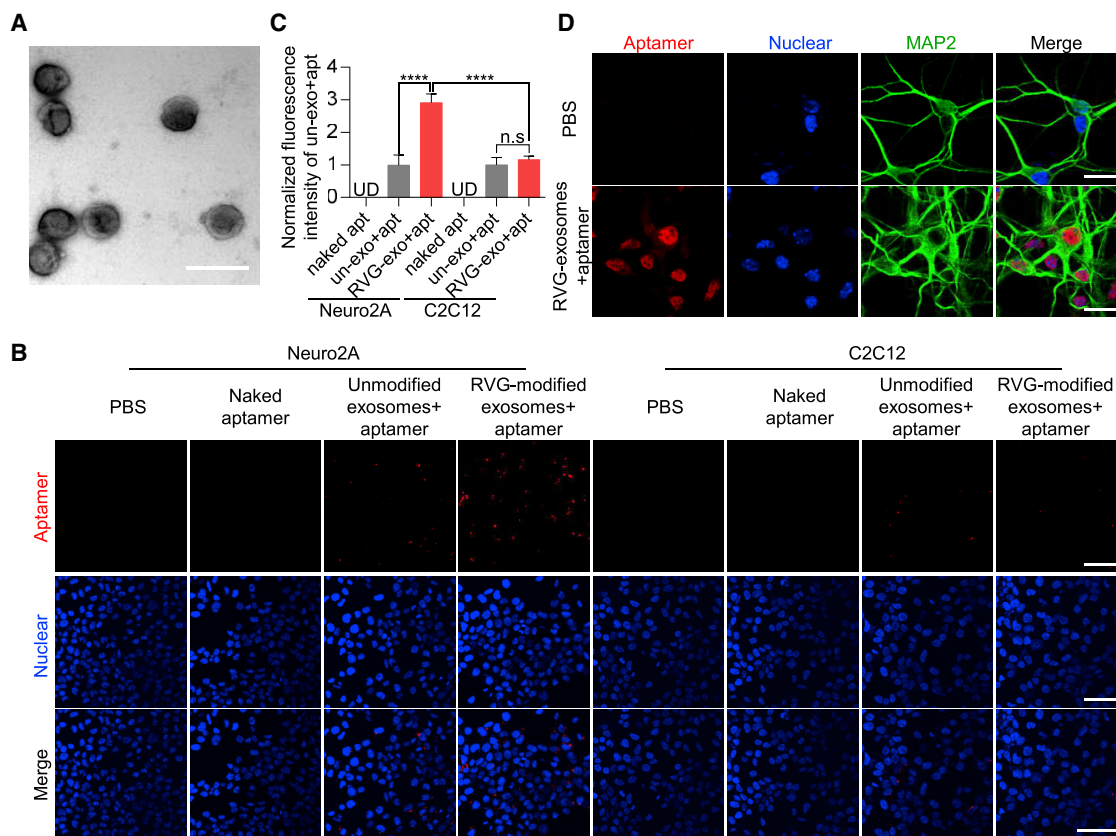 A
C
Normalized fluorescence
intensity of un-exo+apt
4
3
2
1
0
****
****
n.s
UD
UD
naked apt
un-exo+apt
RVG-exo+apt
naked apt
un-exo+apt
RVG-exo+apt
Neuro2A
C2C12
D
Aptamer
Nuclear
MAP2
Merge
PBS
RVG-exosomes
+aptamer
B
Neuro2A
C2C12
PBS
Naked
aptamer
Unmodified
exosomes+
aptamer
RVG-modified
exosomes+
aptamer
PBS
Naked
aptamer
Unmodified
exosomes+
aptamer
RVG-modified
exosomes+
aptamer
Aptamer
Nuclear
Merge